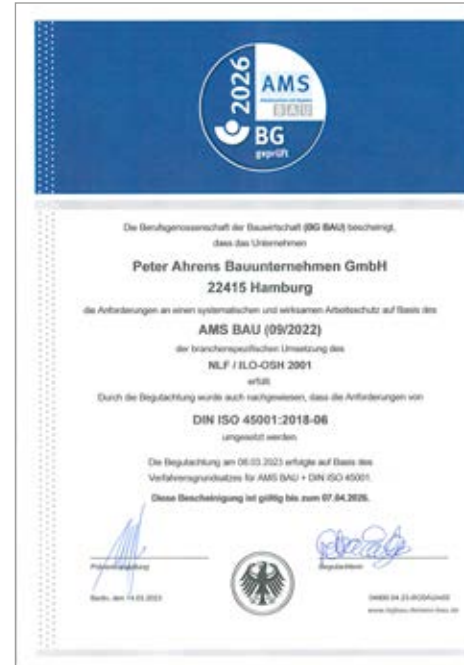 2026
AMS
BAU
BG
geprüft
Die Berufsgenossenschaft der Bauwirtschaft (BG BAU) bescheinigt,
dass das Unternehmen
Peter Ahrens Bauunternehmen GmbH
22415 Hamburg
die Anforderungen an einen systematischen und wirksamen Arbeitsschutz auf Basis des
AMS BAU (09/2022)
der branchenspezifischen Umsetzung des
NLF / ILO-OSH 2001
erfüllt
Durch die Begutachtung wurde auch nachgewiesen, dass die Anforderungen von
DIN ISO 45001:2018-06
umgesetzt werden.
Die Begutachtung am 06.03.2023 erfolgte auf Basis des
Verfahrensgrundsatzes für AMS BAU + DIN ISO 45001.
Diese Bescheinigung ist gültig bis zum 07.04.2026.
Begutachterin
Berlin, den 14.03.2023